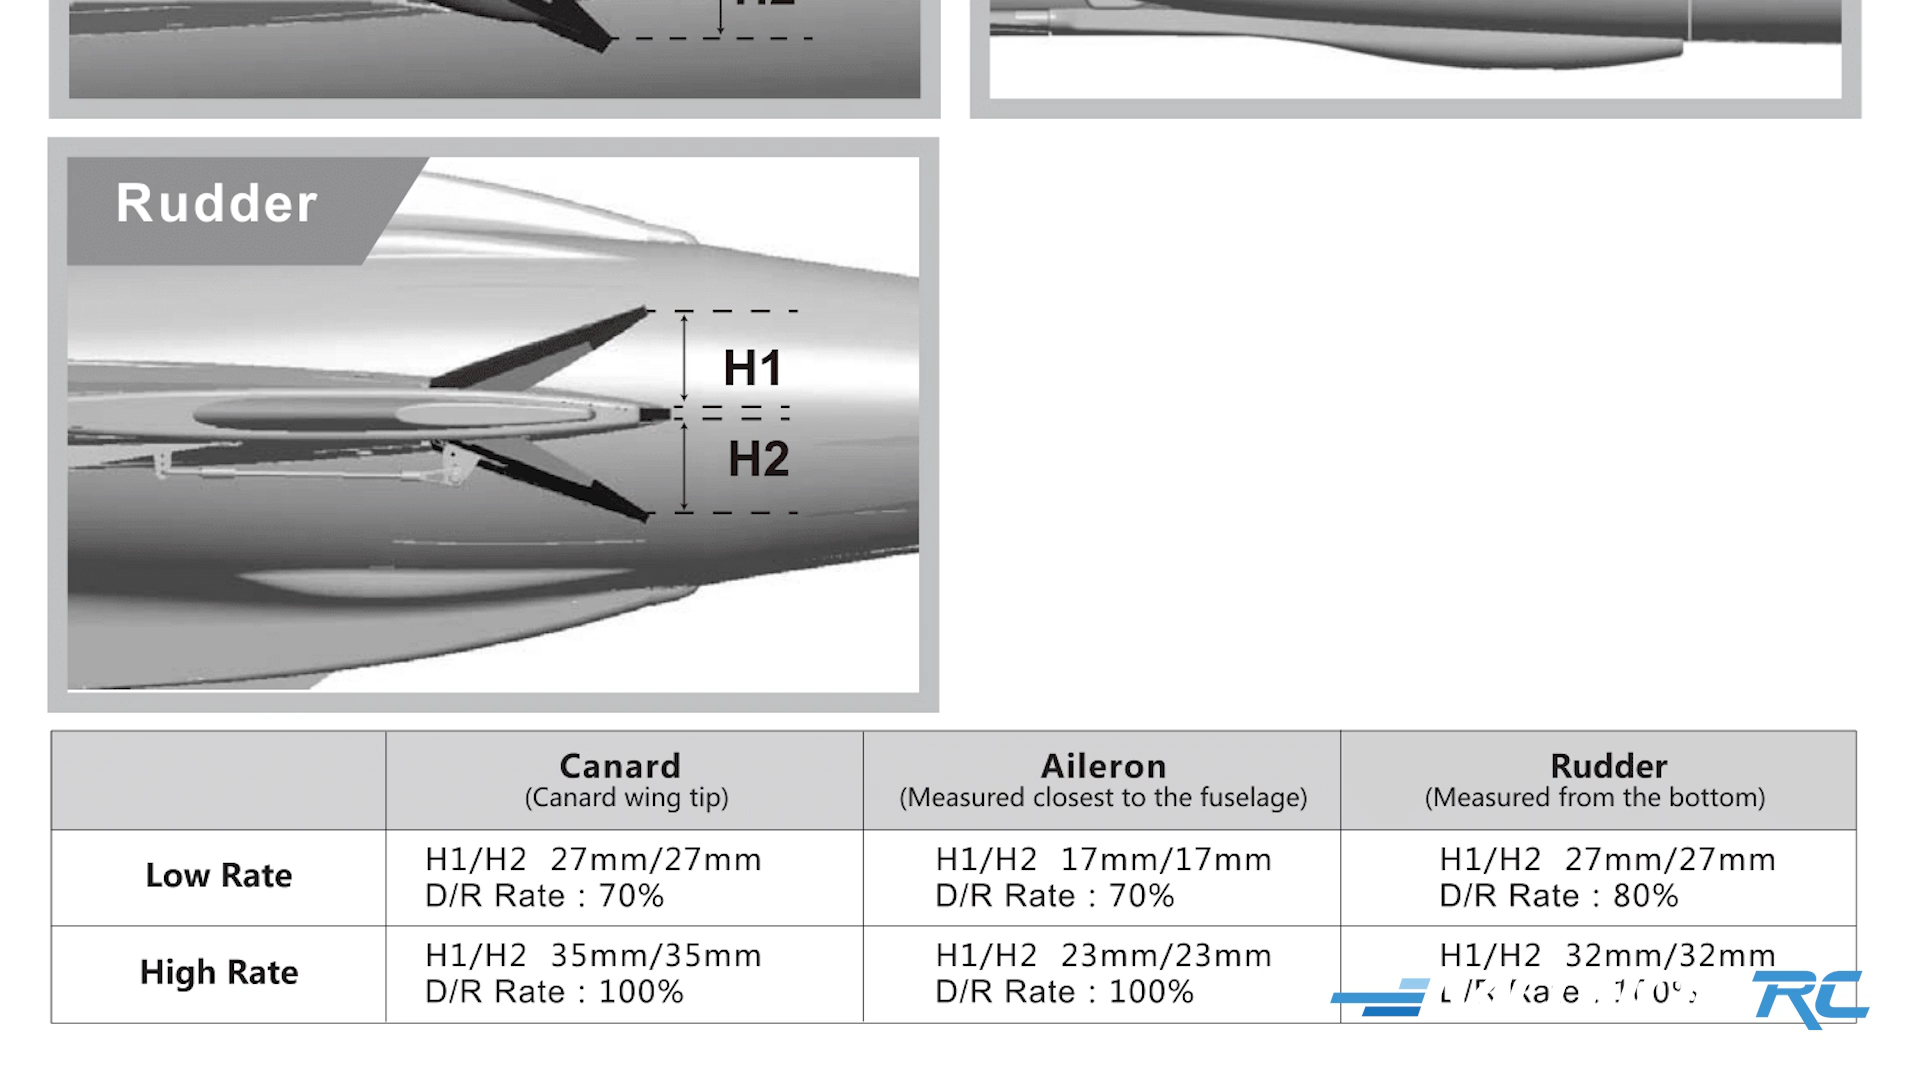 H2
Rudder
H1
H2
Canard
(Canard wing tip)
Aileron
(Measured closest to the fuselage)
Rudder
(Measured from the bottom)
Low Rate
H1/H2 27mm/27mm
D/R Rate : 70%
H1/H2 17mm/17mm
D/R Rate : 70%
H1/H2 27mm/27mm
D/R Rate : 80%
High Rate
H1/H2 35mm/35mm
D/R Rate : 100%
H1/H2 23mm/23mm
D/R Rate : 100%
H1/H2 32mm/32mm
D/R Rate : 100%
RC